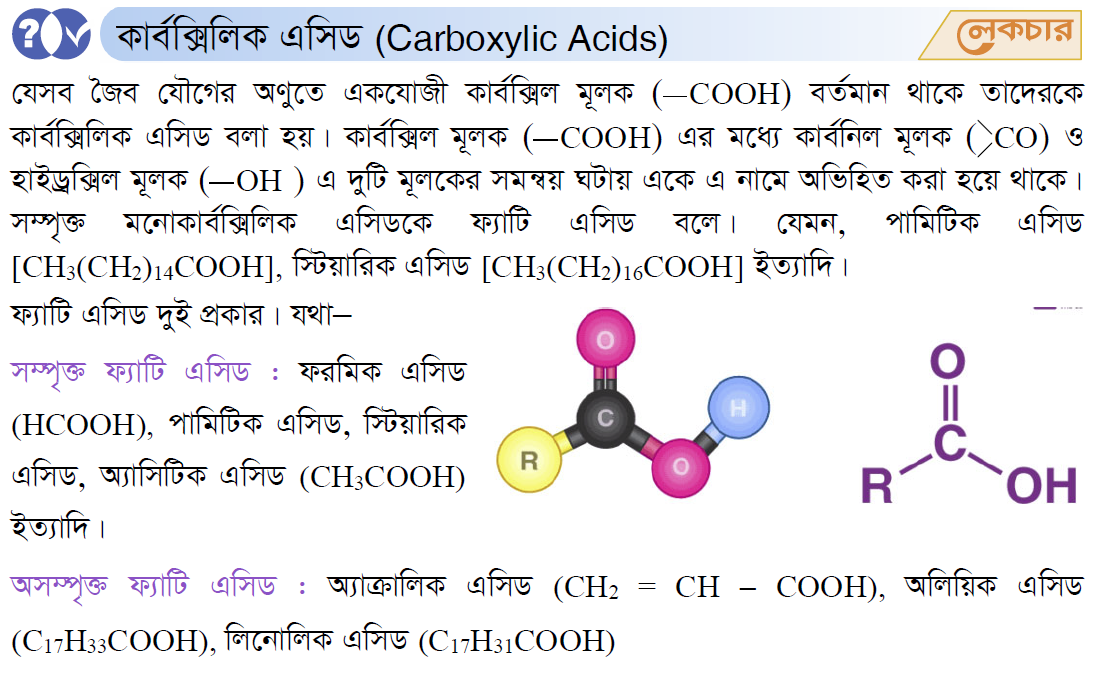 ? কার্বক্সিলিক এসিড (Carboxylic Acids) লেকচার
যেসব জৈব যৌগের অণুতে একযোজী কার্বক্সিল মূলক (—COOH) বর্তমান থাকে তাদেরকে
কার্বক্সিলিক এসিড বলা হয়। কার্বক্সিল মূলক (—COOH) এর মধ্যে কার্বনিল মূলক (>CO) ও
হাইড্রক্সিল মূলক (—OH ) এ দুটি মূলকের সমন্বয় ঘটায় একে এ নামে অভিহিত করা হয়ে থাকে।
সম্পৃক্ত মনোকার্বক্সিলিক এসিডকে ফ্যাটি এসিড বলে। যেমন, পামিটিক এসিড
[CH₃(CH₂)₁₄COOH], স্টিয়ারিক এসিড [CH₃(CH₂)₁₆COOH] ইত্যাদি।
ফ্যাটি এসিড দুই প্রকার। যথা–
সম্পৃক্ত ফ্যাটি এসিড : ফরমিক এসিড
(HCOOH), পামিটিক এসিড, স্টিয়ারিক
এসিড, অ্যাসিটিক এসিড (CH₃COOH)
ইত্যাদি।
O
C
H
R
O
O
C
R
OH
অসম্পৃক্ত ফ্যাটি এসিড : অ্যাক্রালিক এসিড (CH₂ = CH – COOH), অলিয়িক এসিড
(C₁₇H₃₃COOH), লিনোলিক এসিড (C₁₇H₃₁COOH)